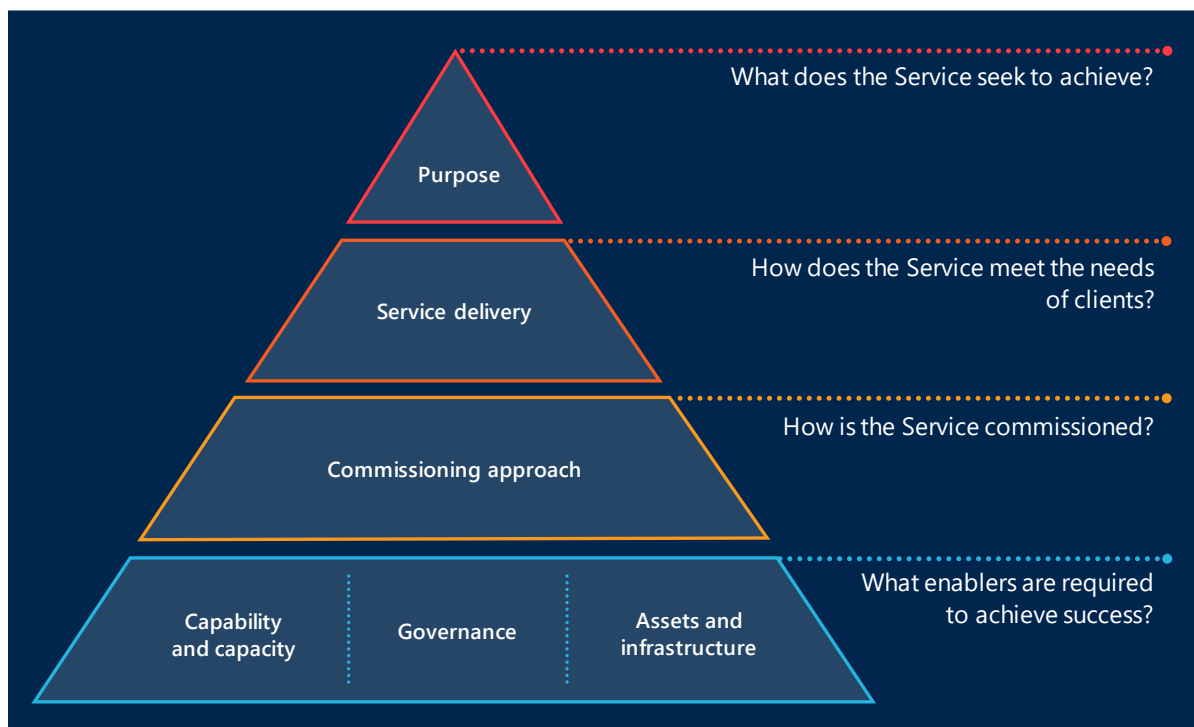 What does the Service seek to achieve?
Purpose
How does the Service meet the needs
of clients?
Service delivery
How is the Service commissioned?
Commissioning approach
What enablers are required
to achieve success?
Capability
and capacity
Governance
Assets and
infrastructure